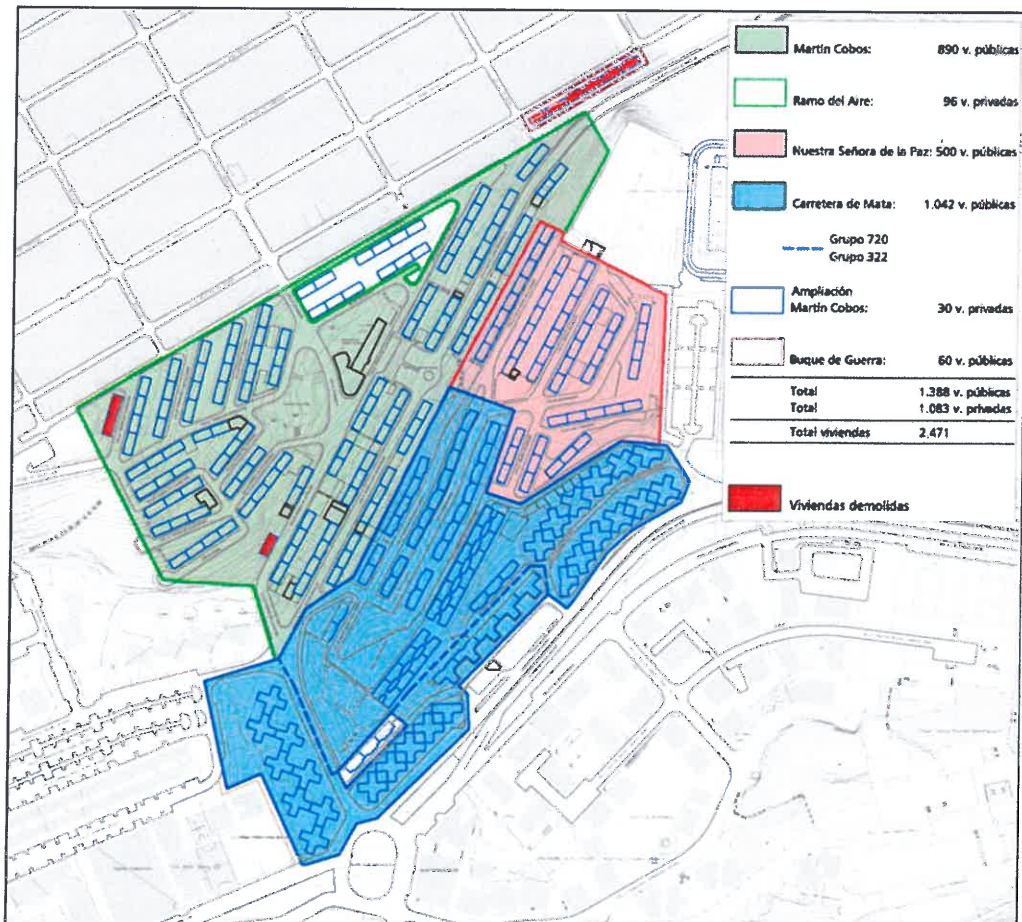 Martín Cobos: 890 v. públicas
Ramo del Aire: 96 v. privadas
Nuestra Señora de la Paz: 500 v. públicas
Carretera de Mata: 1.042 v. públicas
Grupo 720
Grupo 322
Ampliación
Martín Cobos: 30 v. privadas
Buque de Guerra: 60 v. públicas
Total 1.388 v. públicas
Total 1.083 v. privadas
Total viviendas 2,471
Viviendas demolidas